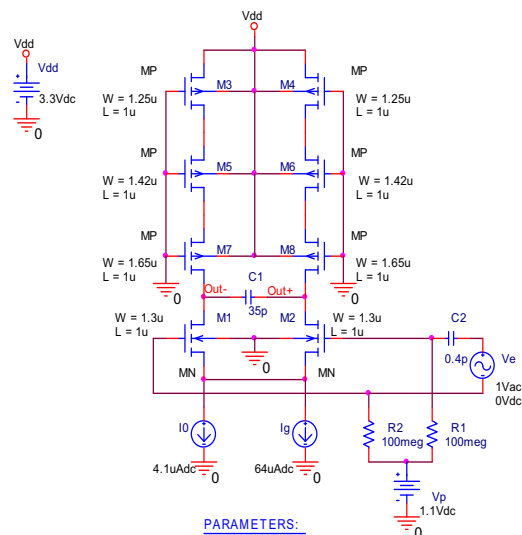 Vdd
Vdd
Vdd
3.3Vdc
0
MP
MP
M3
M4
W = 1.25u
L = 1u
W = 1.25u
L = 1u
MP
MP
M5
M6
W = 1.42u
L = 1u
W = 1.42u
L = 1u
MP
MP
M7
M8
W = 1.65u
L = 1u
W = 1.65u
L = 1u
0
0
C1
Out-
Out+
35p
W = 1.3u
L = 1u
M1
M2
W = 1.3u
L = 1u
C2
0.4p
Ve
1Vac
0Vdc
0
MN
MN
I0
Ig
4.1uAdc
64uAdc
0
0
R2
100meg
R1
100meg
Vp
1.1Vdc
0
PARAMETERS: